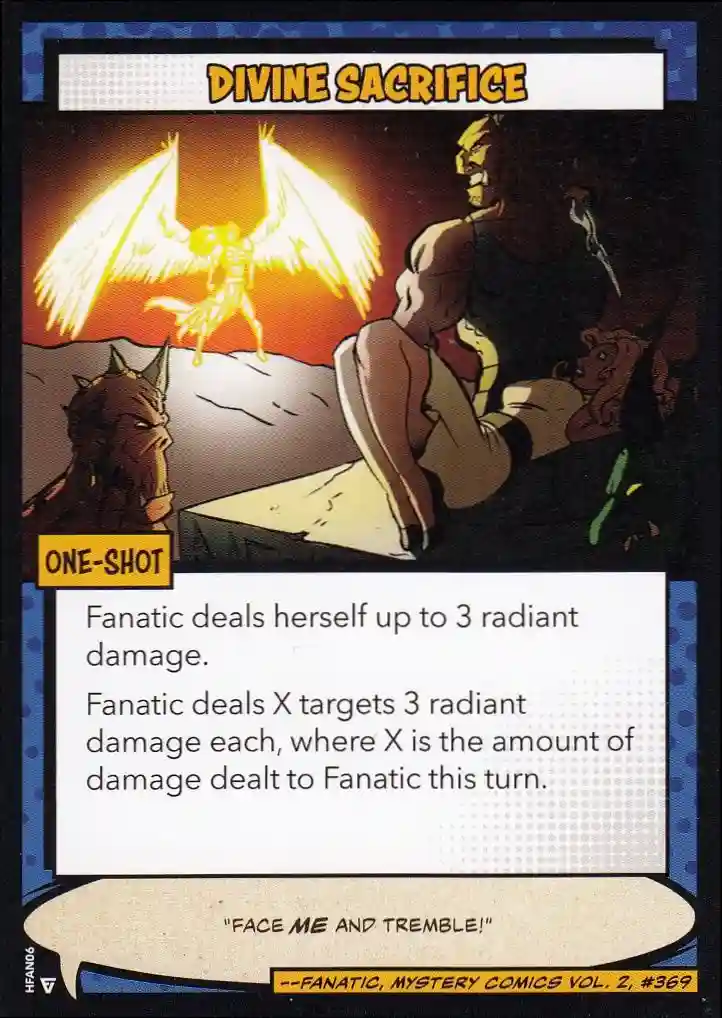 DIVINE SACRIFICE
ONE-SHOT
Fanatic deals herself up to 3 radiant
damage.
Fanatic deals X targets 3 radiant
damage each, where X is the amount of
damage dealt to Fanatic this turn.
"FACE ME AND TREMBLE!"
--FANATIC, MYSTERY COMICS VOL. 2, #369
HFAN06